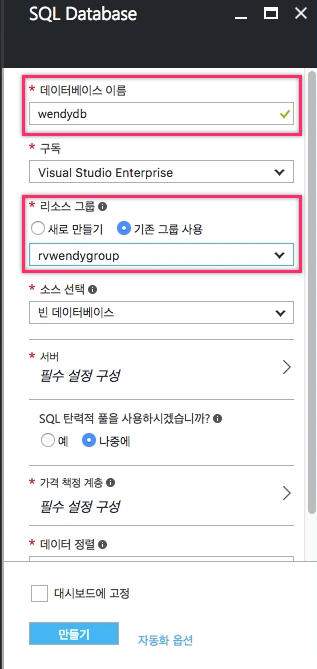 SQL Database
* 데이터베이스 이름
wendydb
* 구독
Visual Studio Enterprise
* 리소스 그룹
새로 만들기 기존 그룹 사용
rvwendygroup
* 소스 선택
빈 데이터베이스
* 서버
필수 설정 구성
SQL 탄력적 풀을 사용하시겠습니까?
예 나중에
* 가격 책정 계층
필수 설정 구성
* 데이터 정렬
대시보드에 고정
만들기 자동화 옵션